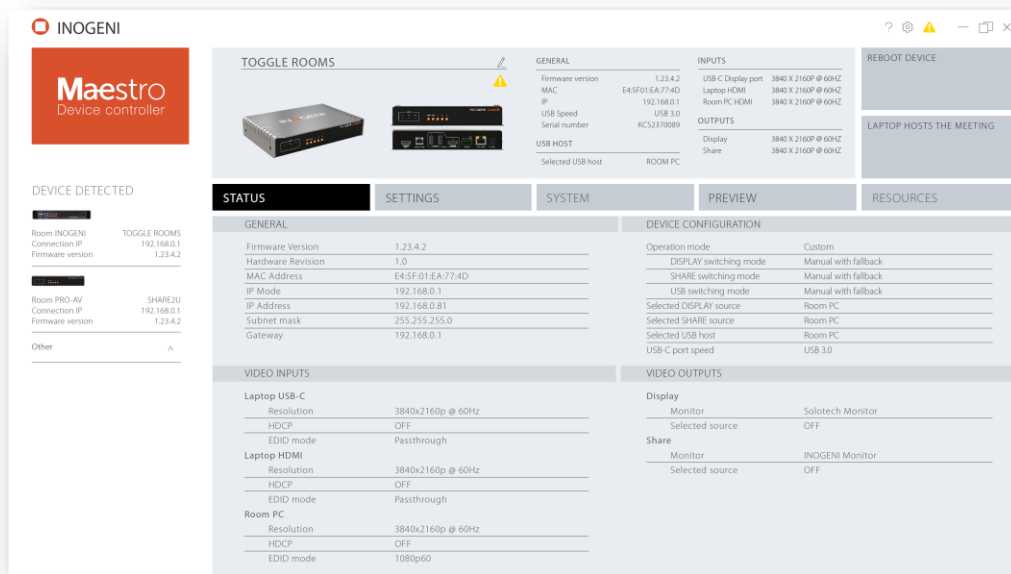 INOGENI
?
Maestro
Device controller
DEVICE DETECTED
Room INOGENI TOGGLE ROOMS
Connection IP 192.168.0.1
Firmware version 1.23.4.2
Room PRO-AV SHARE2U
Connection IP 192.168.0.1
Firmware version 1.23.4.2
Other
TOGGLE ROOMS
GENERAL
Firmware version 1.23.4.2
MAC E4:5F:01:EA:77:4D
IP 192.168.0.1
USB Speed USB 3.0
Serial number KC52370089
USB HOST
Selected USB host ROOM PC
INPUTS
USB-C Display port 3840 X 2160P @ 60HZ
Laptop HDMI 3840 X 2160P @ 60HZ
Room PC HDMI 3840 X 2160P @ 60HZ
OUTPUTS
Display 3840 X 2160P @ 60HZ
Share 3840 X 2160P @ 60HZ
REBOOT DEVICE
LAPTOP HOSTS THE MEETING
STATUS SETTINGS SYSTEM PREVIEW RESOURCES
GENERAL
Firmware Version 1.23.4.2
Hardware Revision 1.0
MAC Address E4:5F:01:EA:77:4D
IP Mode 192.168.0.1
IP Address 192.168.0.81
Subnet mask 255.255.255.0
Gateway 192.168.0.1
DEVICE CONFIGURATION
Operation mode Custom
DISPLAY switching mode Manual with fallback
SHARE switching mode Manual with fallback
USB switching mode Manual with fallback
Selected DISPLAY source Room PC
Selected SHARE source Room PC
Selected USB host Room PC
USB-C port speed USB 3.0
VIDEO INPUTS
Laptop USB-C
Resolution 3840x2160p @ 60Hz
HDCP OFF
EDID mode Passthrough
Laptop HDMI
Resolution 3840x2160p @ 60Hz
HDCP OFF
EDID mode Passthrough
Room PC
Resolution 3840x2160p @ 60Hz
HDCP OFF
EDID mode 1080p60
VIDEO OUTPUTS
Display
Monitor Solotech Monitor
Selected source OFF
Share
Monitor INOGENI Monitor
Selected source OFF